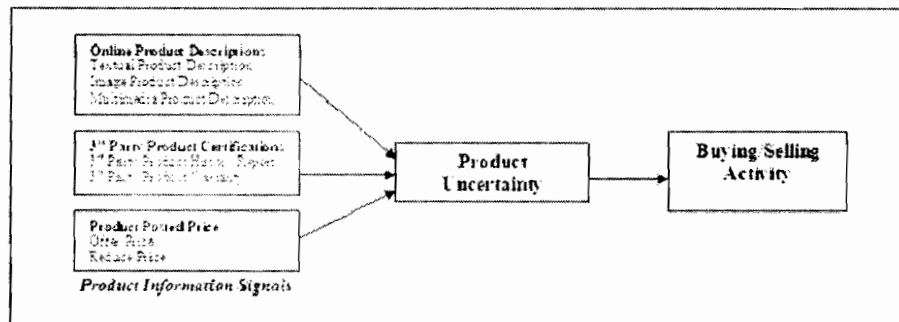 Online Product Descriptions
Textual Product Description
Image Product Description
Multimedia Product Description
3rd Party Product Certifications
3rd Party Product History Report
3rd Party Product Warranty
Product Posted Price
Offer Price
Reduce Price
Product Information Signals
Product
Uncertainty
Buying/Selling
Activity